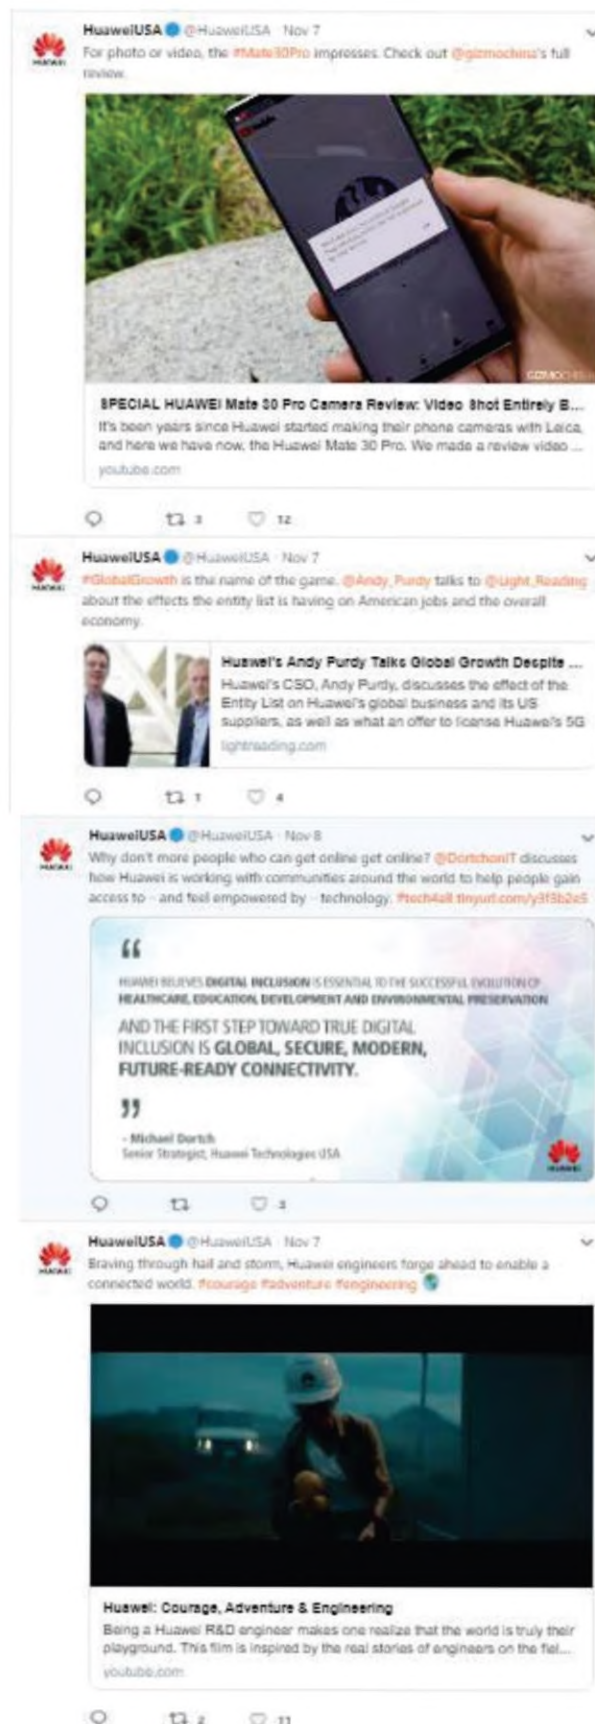 HuaweiUSA @HuaweiUSA · Nov 7
For photo or video, the #Mate30Pro impresses. Check out @gizmochina's full
review.
HUAWEI
GIZMOCHINA
SPECIAL HUAWEI Mate 30 Pro Camera Review: Video Shot Entirely B...
It's been years since Huawei started making their phone cameras with Leica,
and here we have now, the Huawei Mate 30 Pro. We made a review video ...
youtube.com
3 12
HuaweiUSA @HuaweiUSA · Nov 7
#GlobalGrowth is the name of the game. @Andy_Purdy talks to @Light_Reading
HUAWEI
about the effects the entity list is having on American jobs and the overall
economy.
Huawei's Andy Purdy Talks Global Growth Despite ...
Huawei's CSO, Andy Purdy, discusses the effect of the
Entity List on Huawei's global business and its US
suppliers, as well as what an offer to license Huawei's 5G
lightreading.com
1 4
HuaweiUSA @HuaweiUSA · Nov 8
Why don't more people who can get online get online? @DortchonIT discusses
HUAWEI
how Huawei is working with communities around the world to help people gain
access to - and feel empowered by - technology. #tech4all tinyurl.com/y3f3b2e5
“
HUAWEI BELIEVES DIGITAL INCLUSION IS ESSENTIAL TO THE SUCCESSFUL EVOLUTION OF
HEALTHCARE, EDUCATION, DEVELOPMENT AND ENVIRONMENTAL PRESERVATION
AND THE FIRST STEP TOWARD TRUE DIGITAL
INCLUSION IS GLOBAL, SECURE, MODERN,
FUTURE-READY CONNECTIVITY.
”
- Michael Dortch
Senior Strategist, Huawei Technologies USA
HUAWEI
3
HuaweiUSA @HuaweiUSA · Nov 7
Braving through hail and storm, Huawei engineers forge ahead to enable a
HUAWEI
connected world. #courage #adventure #engineering
Huawei: Courage, Adventure & Engineering
Being a Huawei R&D engineer makes one realize that the world is truly their
playground. This film is inspired by the real stories of engineers on the fiel...
youtube.com
2 11